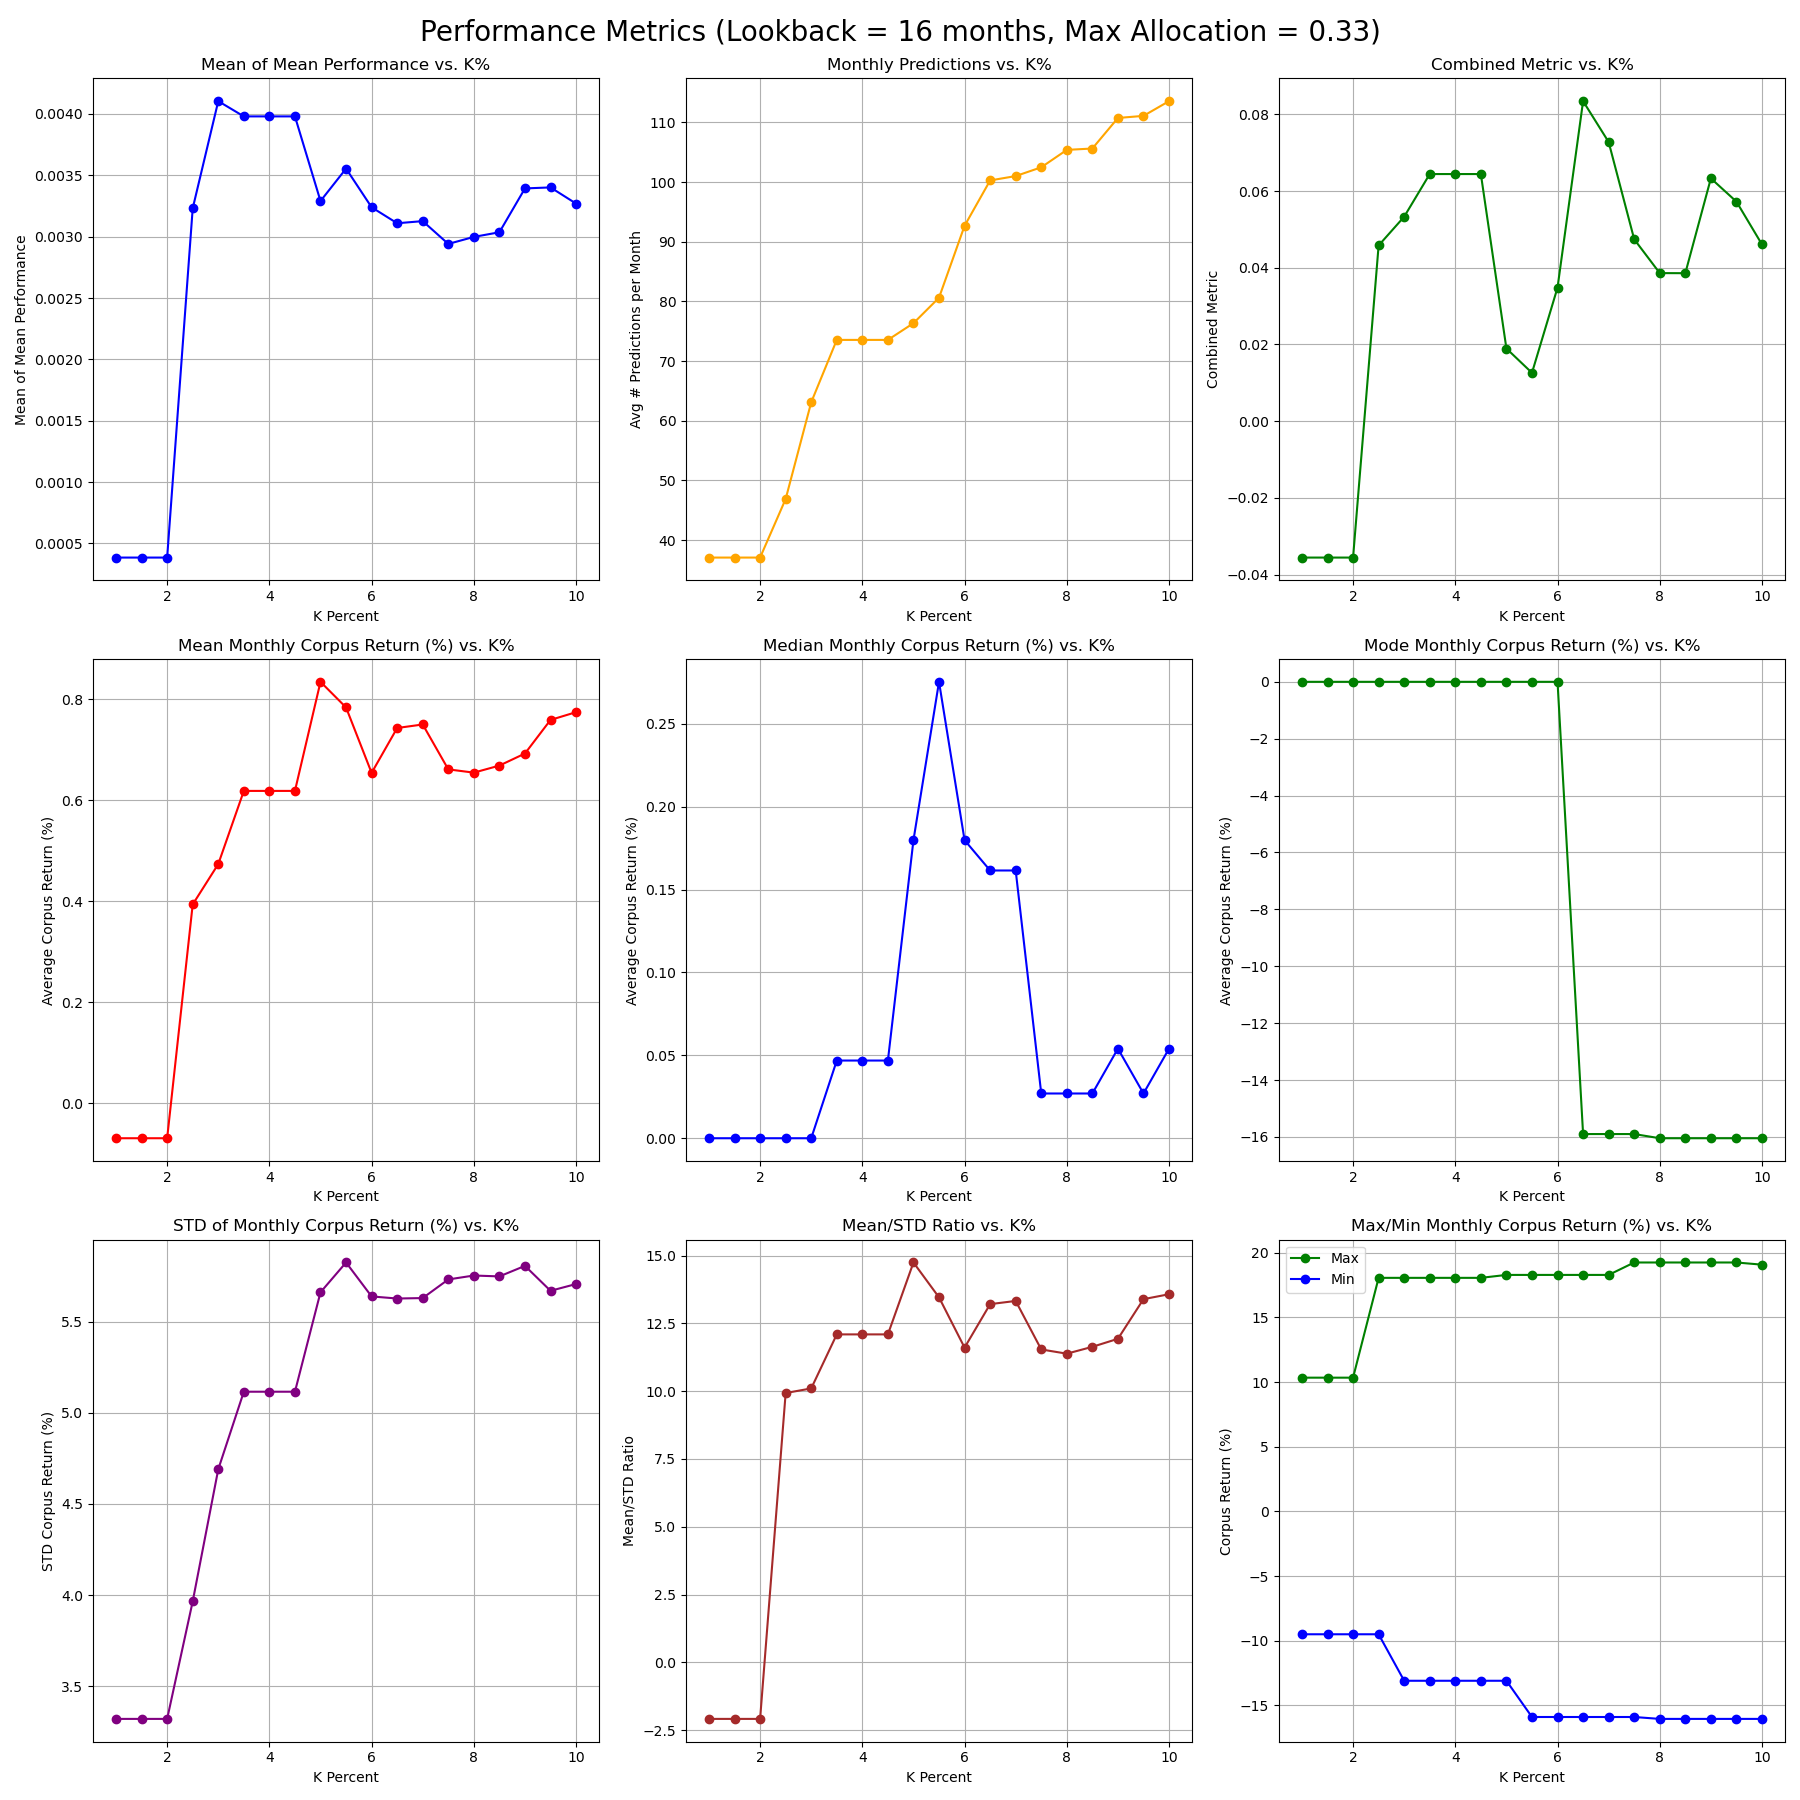 Performance Metrics (Lookback = 16 months, Max Allocation = 0.33)
Mean of Mean Performance vs. K%
Mean of Mean Performance
0.0040
0.0035
0.0030
0.0025
0.0020
0.0015
0.0010
0.0005
2 4 6 8 10
K Percent
Monthly Predictions vs. K%
Avg # Predictions per Month
110
100
90
80
70
60
50
40
2 4 6 8 10
K Percent
Combined Metric vs. K%
Combined Metric
0.08
0.06
0.04
0.02
0.00
−0.02
−0.04
2 4 6 8 10
K Percent
Mean Monthly Corpus Return (%) vs. K%
Average Corpus Return (%)
0.8
0.6
0.4
0.2
0.0
2 4 6 8 10
K Percent
Median Monthly Corpus Return (%) vs. K%
Average Corpus Return (%)
0.25
0.20
0.15
0.10
0.05
0.00
2 4 6 8 10
K Percent
Mode Monthly Corpus Return (%) vs. K%
Average Corpus Return (%)
0
−2
−4
−6
−8
−10
−12
−14
−16
2 4 6 8 10
K Percent
STD of Monthly Corpus Return (%) vs. K%
STD Corpus Return (%)
5.5
5.0
4.5
4.0
3.5
2 4 6 8 10
K Percent
Mean/STD Ratio vs. K%
Mean/STD Ratio
15.0
12.5
10.0
7.5
5.0
2.5
0.0
−2.5
2 4 6 8 10
K Percent
Max/Min Monthly Corpus Return (%) vs. K%
Corpus Return (%)
Max
Min
20
15
10
5
0
−5
−10
−15
2 4 6 8 10
K Percent